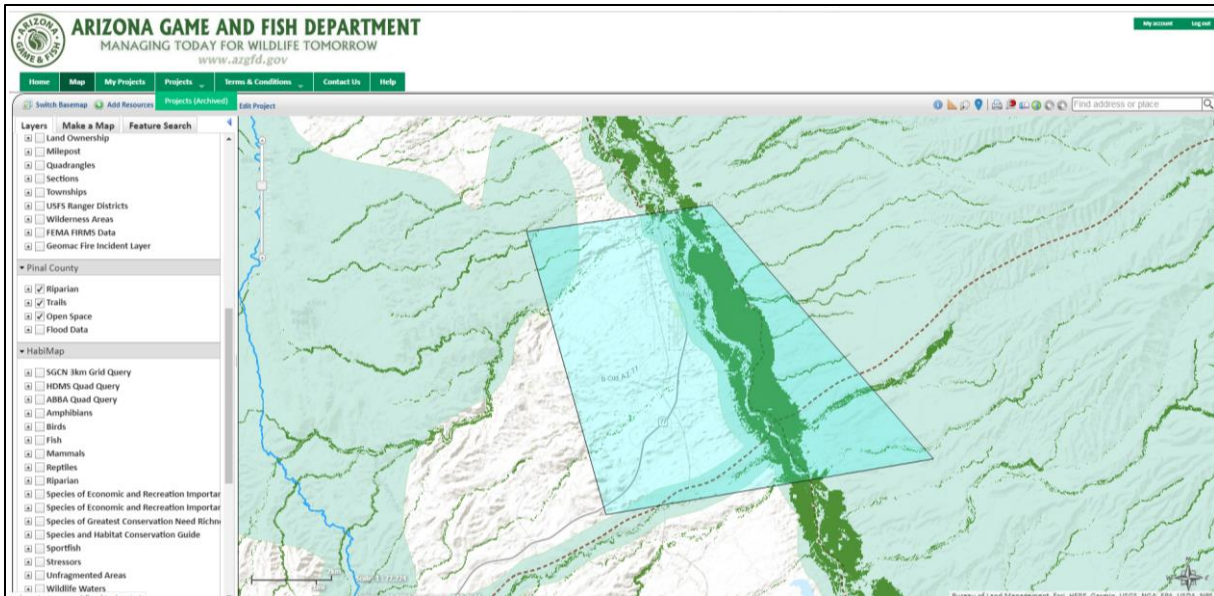 ARIZONA GAME AND FISH DEPARTMENT
MANAGING TODAY FOR WILDLIFE TOMORROW
www.azgfd.gov
ARIZONA
GAME & FISH
My account Log out
Home Map My Projects Projects Terms & Conditions Contact Us Help
Switch Basemap Add Resources Projects (Archived) Edit Project Find address or place
Layers Make a Map Feature Search
Land Ownership
Milepost
Quadrangles
Sections
Townships
USFS Ranger Districts
Wilderness Areas
FEMA FIRMS Data
Geomac Fire Incident Layer
Pinal County
Riparian
Trails
Open Space
Flood Data
HabiMap
SGCN 3km Grid Query
HDMS Quad Query
ABBA Quad Query
Amphibians
Birds
Fish
Mammals
Reptiles
Riparian
Species of Economic and Recreation Importan
Species of Economic and Recreation Importan
Species of Greatest Conservation Need Richn
Species and Habitat Conservation Guide
Sportfish
Stressors
Unfragmented Areas
Wildlife Waters